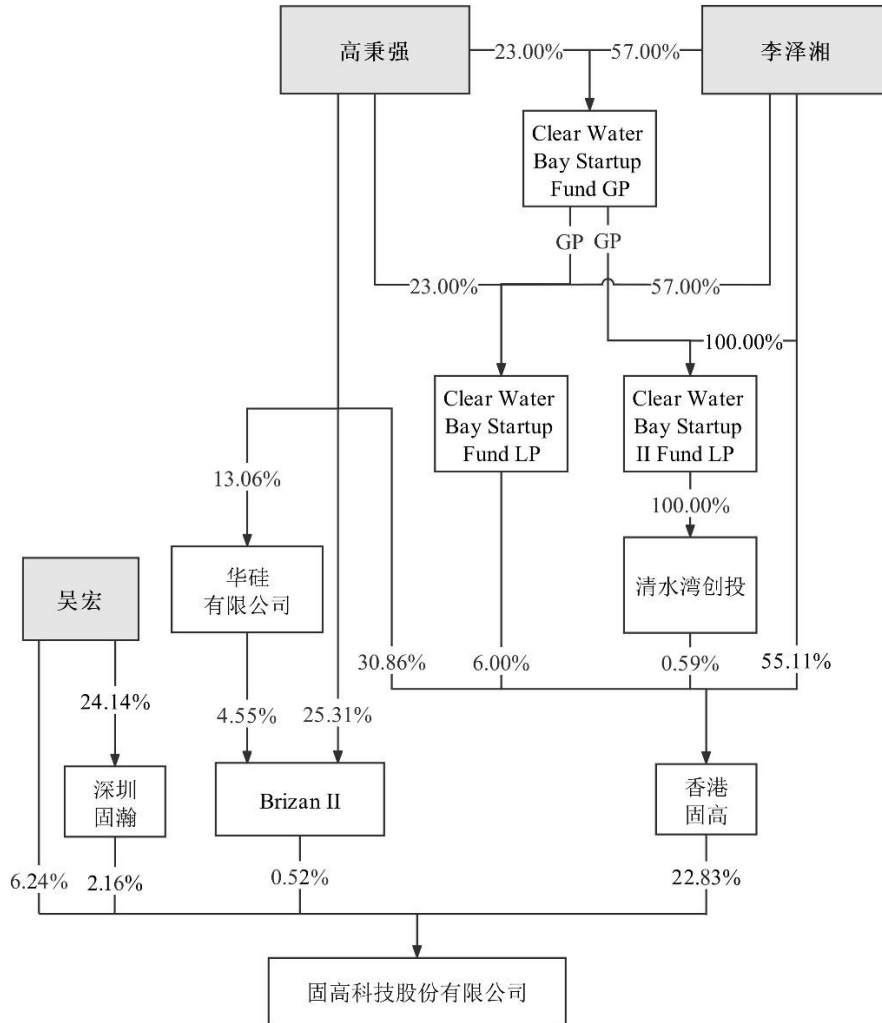 高秉强
23.00%
57.00%
李泽湘
Clear Water
Bay Startup
Fund GP
GP
GP
23.00%
57.00%
100.00%
Clear Water
Bay Startup
Fund LP
Clear Water
Bay Startup
II Fund LP
13.06%
100.00%
吴宏
华硅
有限公司
清水湾创投
30.86%
6.00%
0.59%
55.11%
24.14%
4.55%
25.31%
深圳
固瀚
Brizan II
香港
固高
6.24%
2.16%
0.52%
22.83%
固高科技股份有限公司